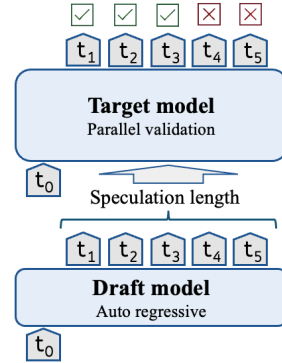 t1 t2 t3 t4 t5
Target model
Parallel validation
t0
Speculation length
t1 t2 t3 t4 t5
Draft model
Auto regressive
t0